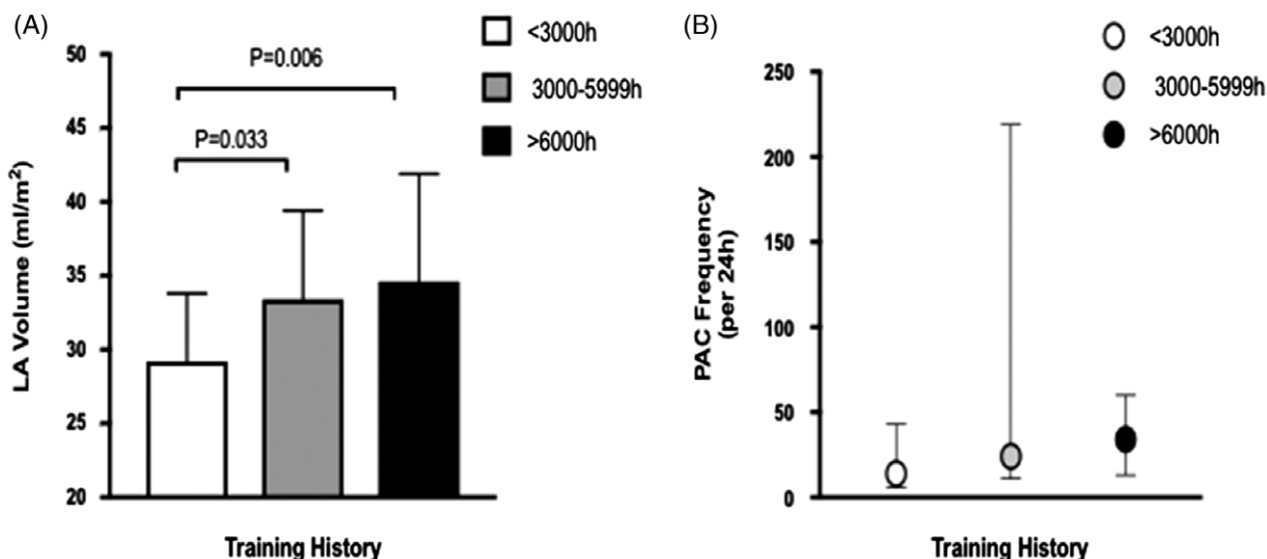 (A)
<3000h
3000-5999h
>6000h
P=0.006
P=0.033
LA Volume (ml/m²)
50
45
40
35
30
25
20
Training History
(B)
<3000h
3000-5999h
>6000h
PAC Frequency
(per 24h)
250
200
150
100
50
0
Training History